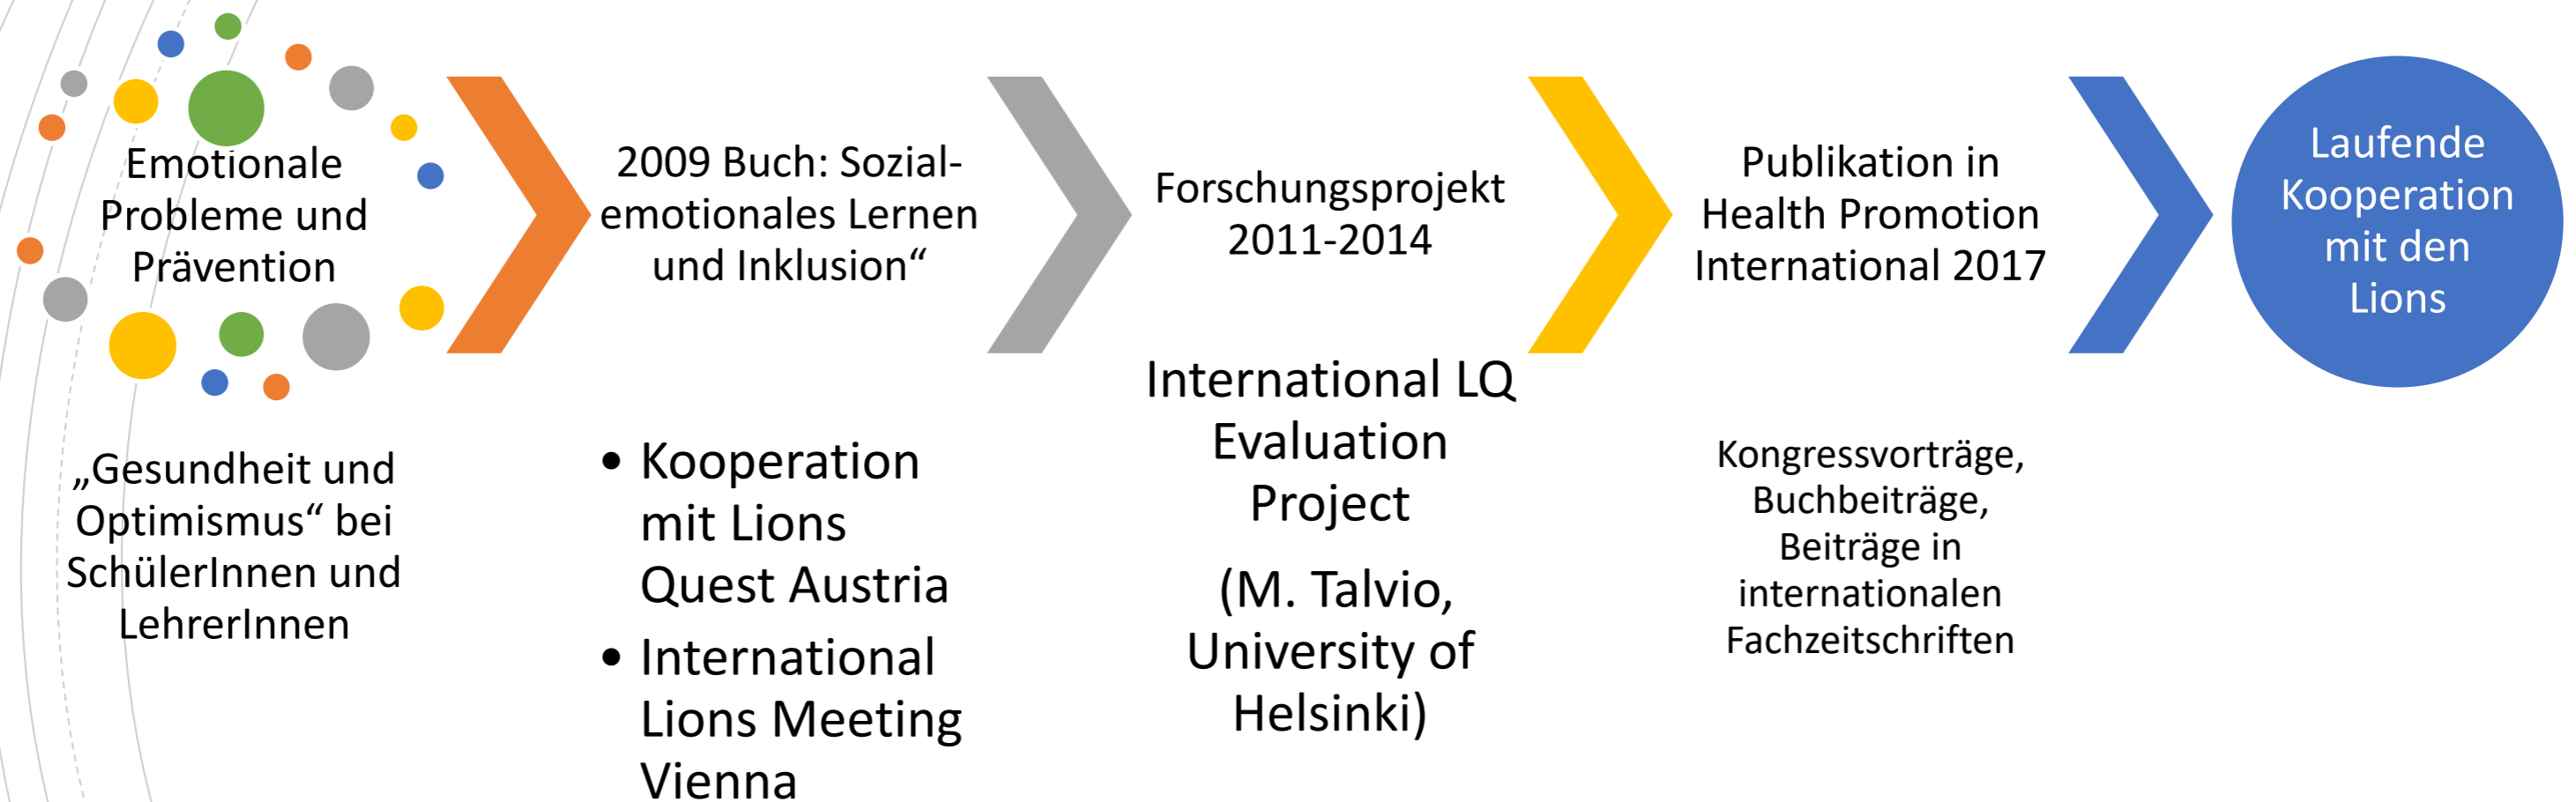 Emotionale
Probleme und
Prävention
„Gesundheit und
Optimismus“ bei
SchülerInnen und
LehrerInnen
2009 Buch: Sozial-
emotionales Lernen
und Inklusion“
• Kooperation
mit Lions
Quest Austria
• International
Lions Meeting
Vienna
Forschungsprojekt
2011-2014
International LQ
Evaluation
Project
(M. Talvio,
University of
Helsinki)
Publikation in
Health Promotion
International 2017
Kongressvorträge,
Buchbeiträge,
Beiträge in
internationalen
Fachzeitschriften
Laufende
Kooperation
mit den
Lions